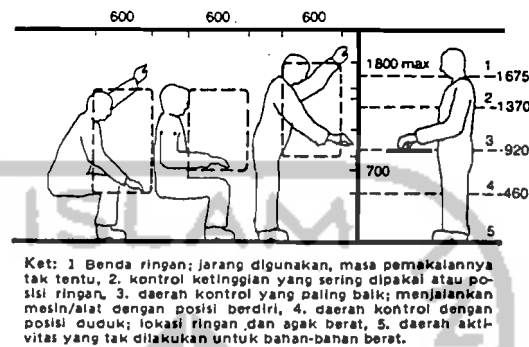 600 600 600
1800 max 1
1675
2
1370
3
920
700
4
460
5
ISLAM
Ket: 1 Benda ringan; jarang digunakan, masa pemakaiannya
tak tentu, 2. kontrol ketinggian yang sering dipakai atau po-
sisi ringan, 3. daerah kontrol yang paling baik; menjalankan
mesin/alat dengan posisi berdiri, 4. daerah kontrol dengan
posisi duduk; lokasi ringan dan agak berat, 5. daerah akti-
vitas yang tak dilakukan untuk bahan-bahan berat.